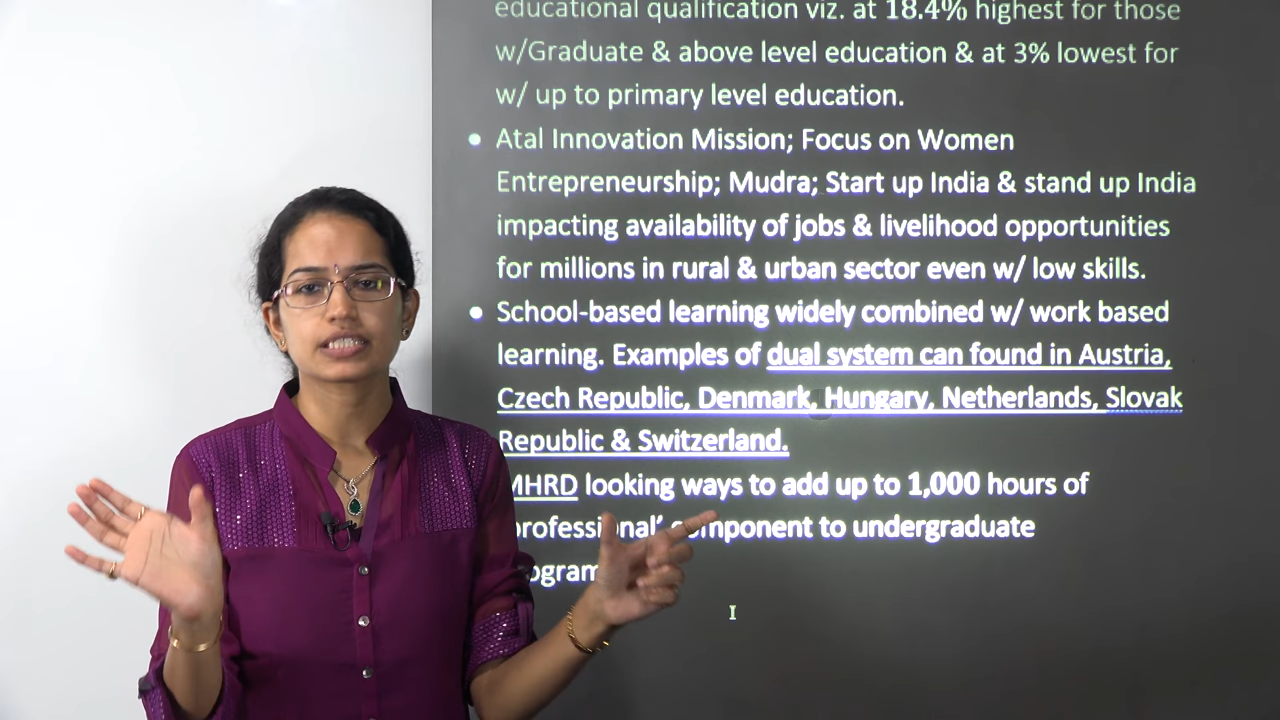 educational qualification viz. at 18.4% highest for those
w/Graduate & above level education & at 3% lowest for
w/ up to primary level education.
• Atal Innovation Mission; Focus on Women
Entrepreneurship; Mudra; Start up India & stand up India
impacting availability of jobs & livelihood opportunities
for millions in rural & urban sector even w/ low skills.
• School-based learning widely combined w/ work based
learning. Examples of dual system can found in Austria,
Czech Republic, Denmark, Hungary, Netherlands, Slovak
Republic & Switzerland.
MHRD looking ways to add up to 1,000 hours of
professional’ component to undergraduate